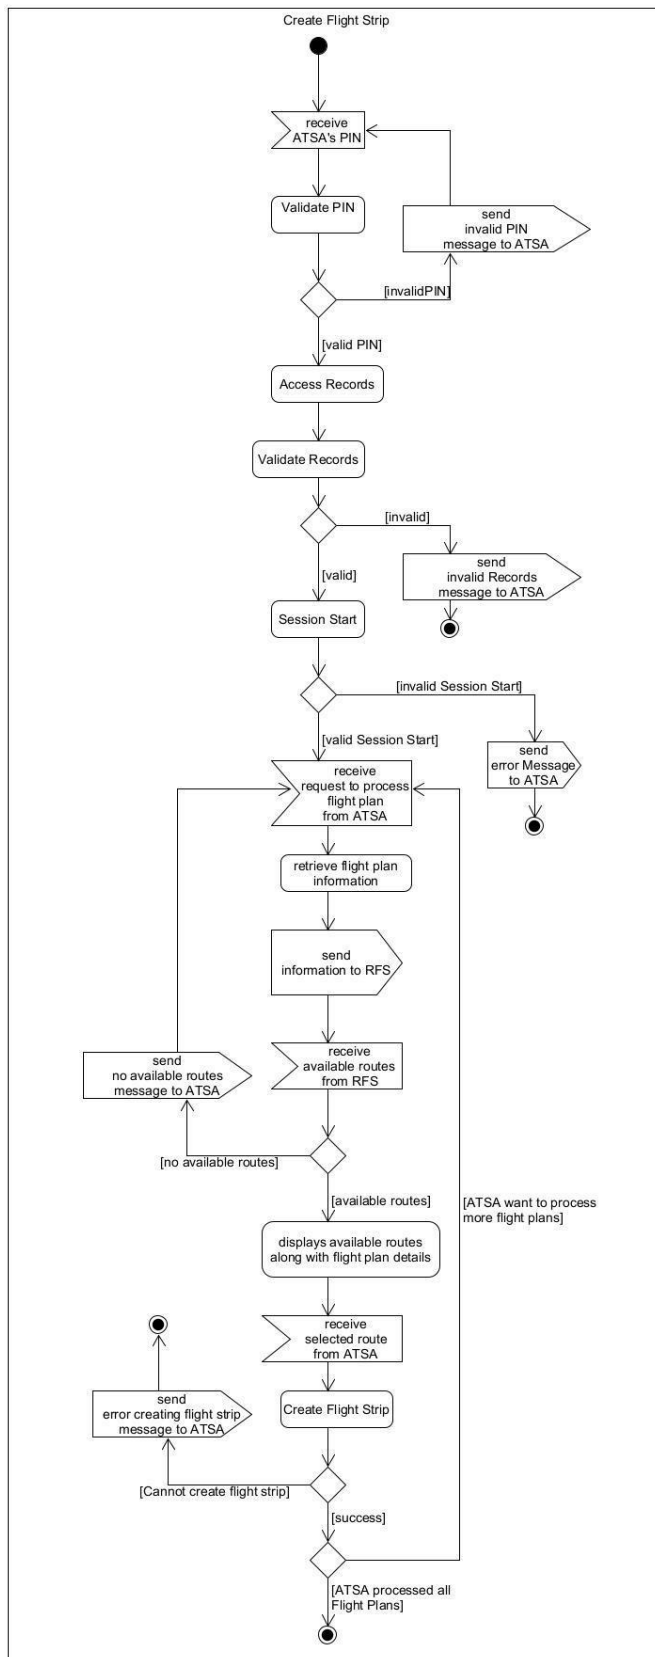 Create Flight Strip
receive
ATSA's PIN
Validate PIN
send
invalid PIN
message to ATSA
[invalidPIN]
[valid PIN]
Access Records
Validate Records
[invalid]
send
invalid Records
message to ATSA
[valid]
Session Start
[invalid Session Start]
[valid Session Start]
send
error Message
to ATSA
receive
request to process
flight plan
from ATSA
retrieve flight plan
information
send
information to RFS
receive
available routes
from RFS
send
no available routes
message to ATSA
[no available routes]
[available routes]
[ATSA want to process
more flight plans]
displays available routes
along with flight plan details
receive
selected route
from ATSA
send
error creating flight strip
message to ATSA
Create Flight Strip
[Cannot create flight strip]
[success]
[ATSA processed all
Flight Plans]